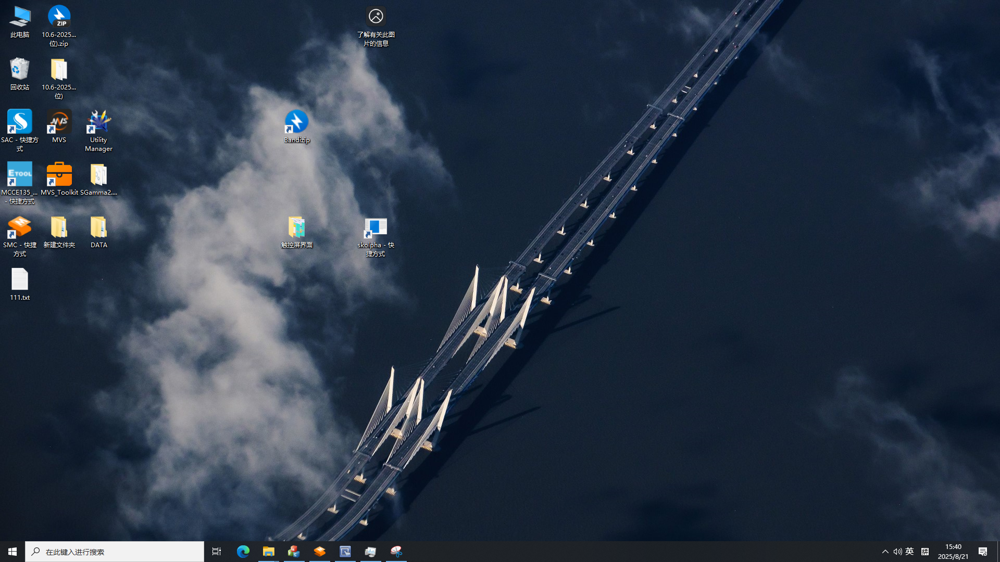 此电脑
10.6-2025...
位).zip
了解有关此图
片的信息
回收站
10.6-2025...
位)
SAC - 快捷方
式
MVS
Utility
Manager
Bandizip
ETOOL
MCCE135_...
- 快捷方式
MVS_Toolkit
SGamma2....
SMC - 快捷
方式
新建文件夹
DATA
触控屏界面
skolpha - 快
捷方式
111.txt
在此键入进行搜索
英
拼
15:40
2025/8/21
ZIP
MVS